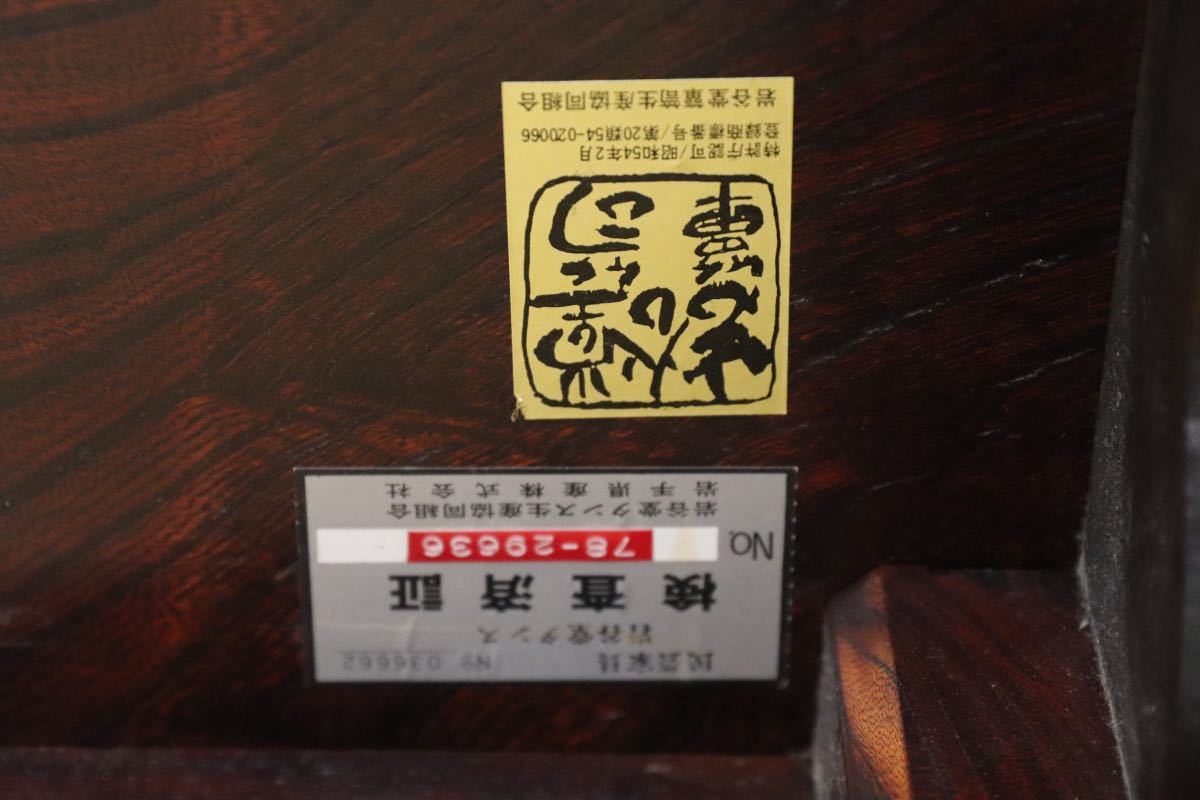 民芸家具 No 036662
岩谷堂タンス
検査済証
No. 78-29636
岩谷堂タンス生産協同組合
岩手県産株式会社
特許庁認可/昭和54年2月
登録商標番号/第20類54-020066
岩谷堂簞笥生産協同組合